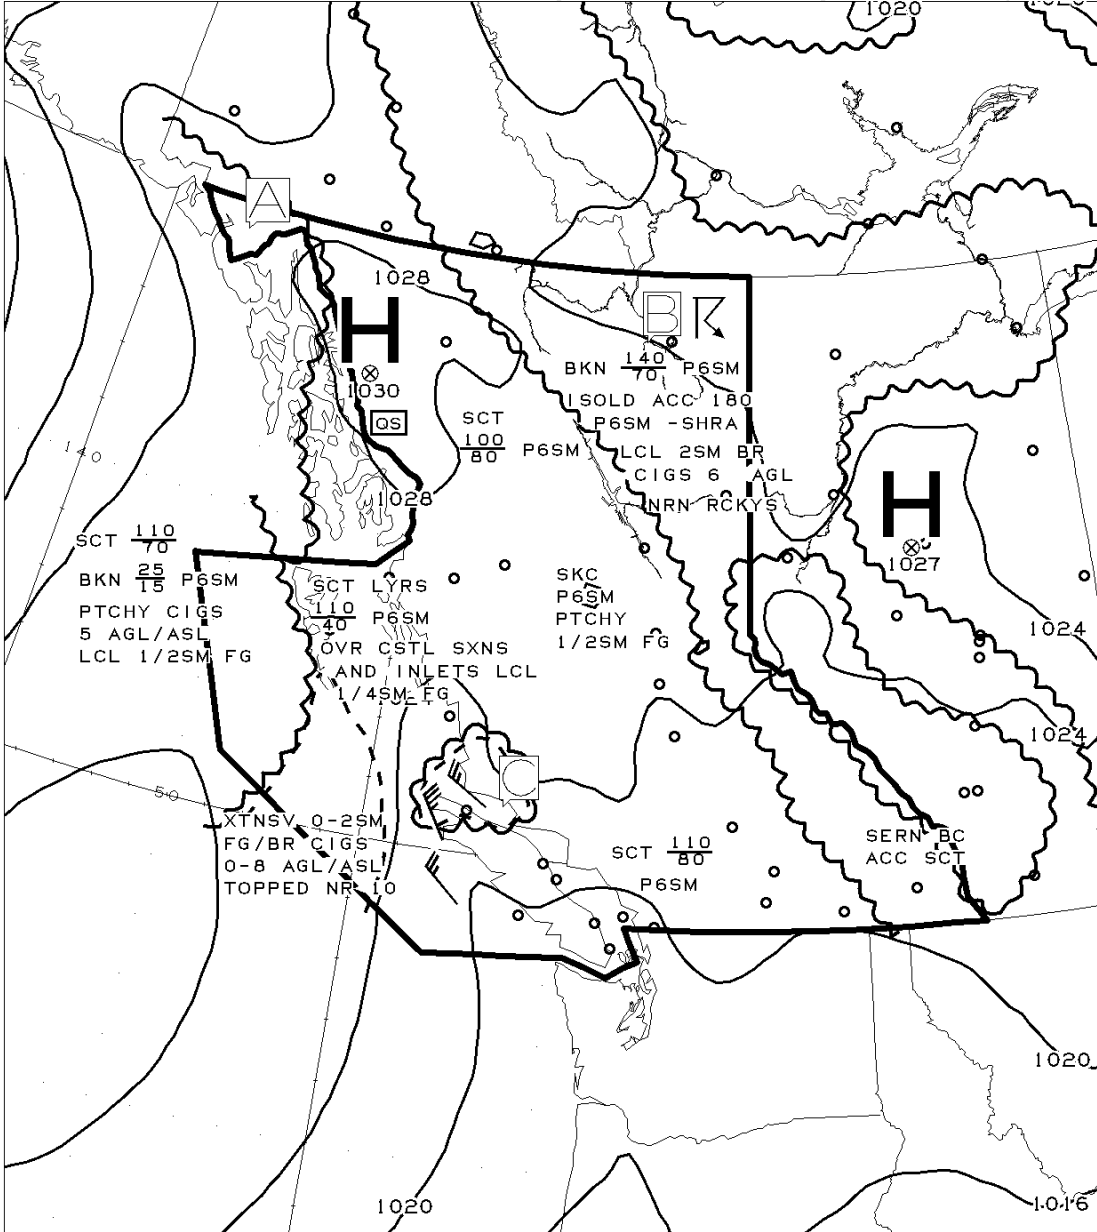 1020
A
1028
H
1030
QS
B
BKN 140/70 P6SM
ISOLD ACC 180
P6SM -SHRA
LCL 2SM BR
CIGS 6 AGL
NRN RCKYS
SCT
100/80 P6SM
H
1027
140
1028
SCT 110/70
BKN 25/15 P6SM
PTCHY CIGS
5 AGL/ASL
LCL 1/2SM FG
SCT LYRS
110/40 P6SM
OVR CSTL SXNS
AND INLETS LCL
1/4SM FG
SKC
P6SM
PTCHY
1/2SM FG
1024
1024
50
C
XTNSV 0-2SM
FG/BR CIGS
0-8 AGL/ASL
TOPPED NR 10
SCT 110/80
P6SM
SERN BC
ACC SCT
1020
1020
1016